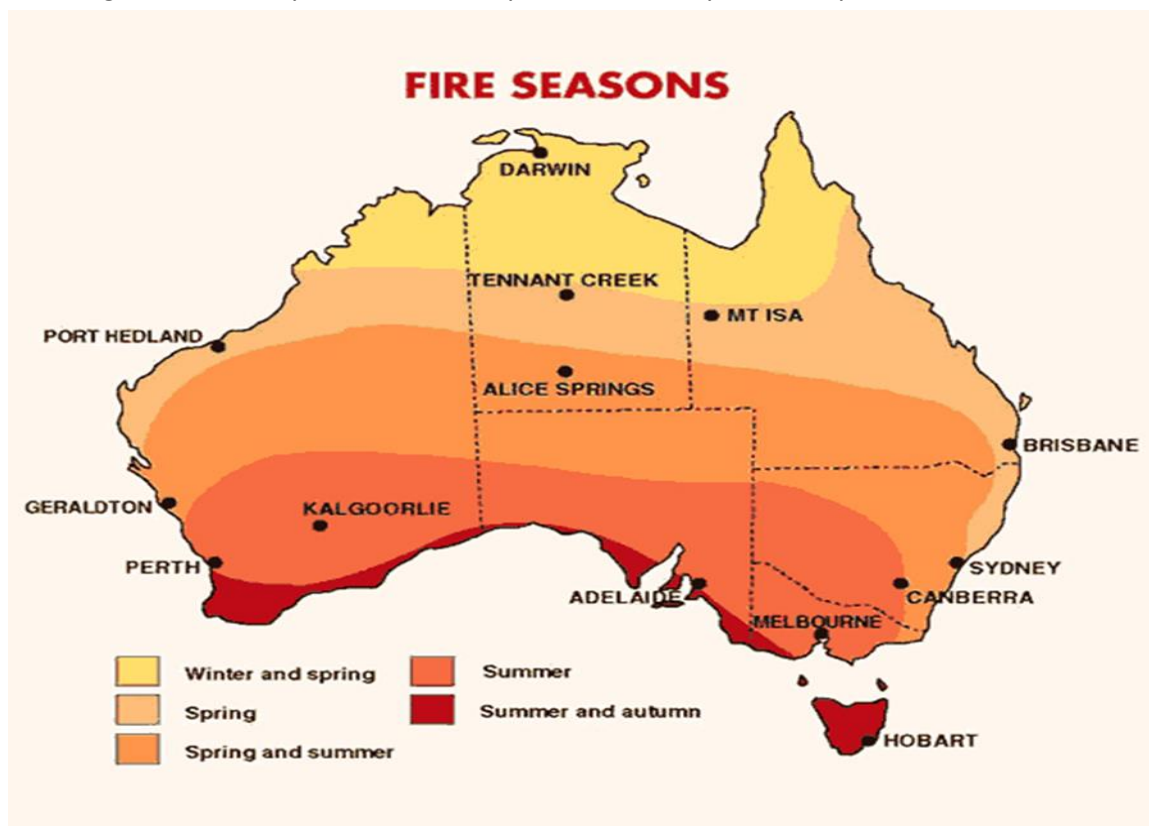 FIRE SEASONS
DARWIN
TENNANT CREEK
MT ISA
PORT HEDLAND
ALICE SPRINGS
BRISBANE
GERALDTON
KALGOORLIE
PERTH
SYDNEY
ADELAIDE
CANBERRA
MELBOURNE
HOBART
Winter and spring
Spring
Spring and summer
Summer
Summer and autumn